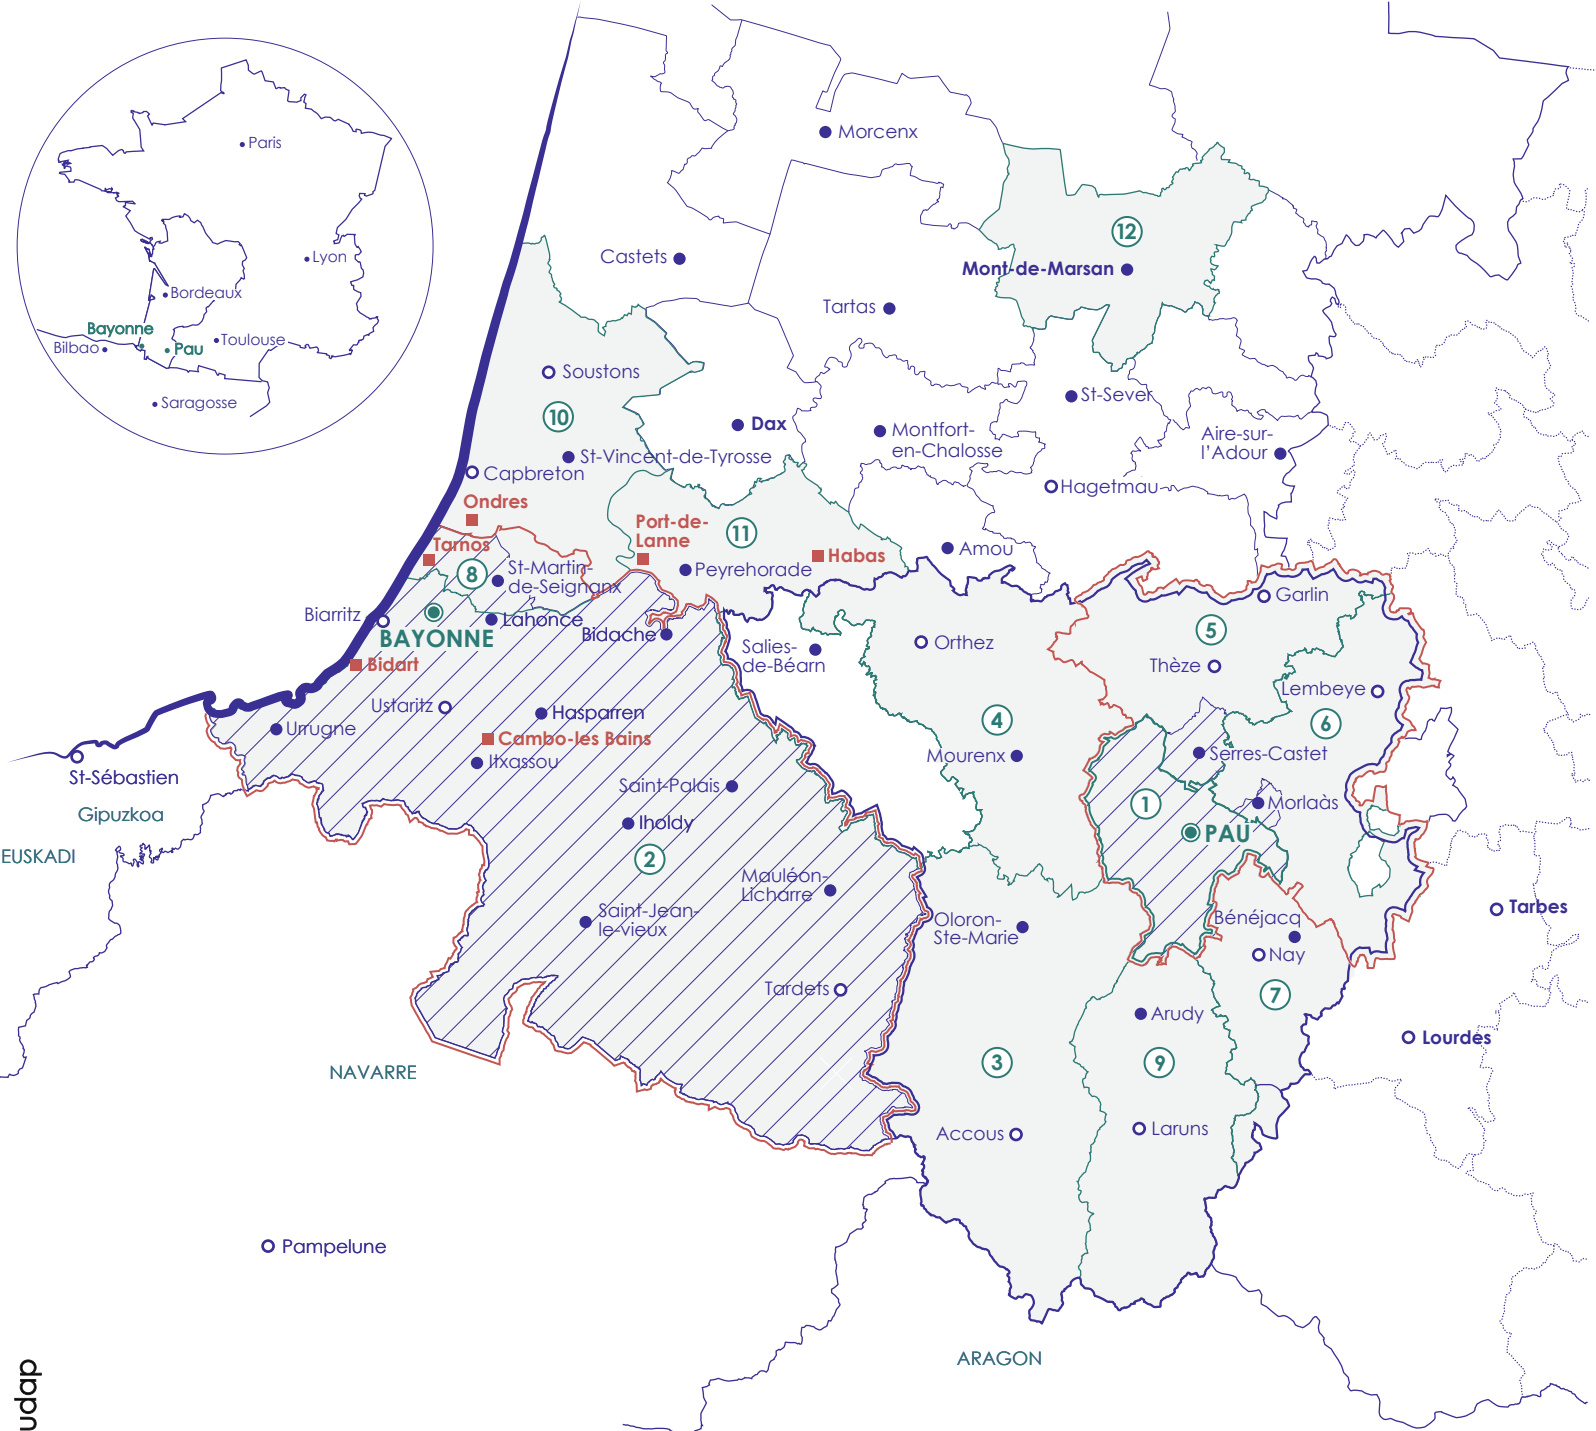 Paris
Lyon
Bordeaux
Bayonne
Bilbao
Pau
Toulouse
Saragosse
Morcenx
12
Castets
Mont-de-Marsan
Tartas
Soustons
10
St-Sever
Dax
Montfort-
en-Chalosse
Aire-sur-
l'Adour
St-Vincent-de-Tyrosse
Capbreton
Hagetmau
Ondres
Port-de-
Lanne
11
Tarnos
Habas
Amou
8
St-Martin-
de-Seignanx
Peyrehorade
Garlin
Biarritz
Lahonce
BAYONNE
Bidache
5
Orthez
Salies-
de-Béarn
Bidart
Thèze
Lembeye
Ustaritz
Hasparren
4
6
Urrugne
Cambo-les Bains
Mourenx
Serres-Castet
Itxassou
St-Sébastien
Saint-Palais
1
Morlaàs
Gipuzkoa
Iholdy
PAU
EUSKADI
2
Mauléon-
Licharre
Saint-Jean-
le-vieux
Oloron-
Ste-Marie
Bénéjacq
Tarbes
Nay
Tardets
7
Arudy
Lourdes
NAVARRE
3
9
Accous
Laruns
Pampelune
ARAGON
udap